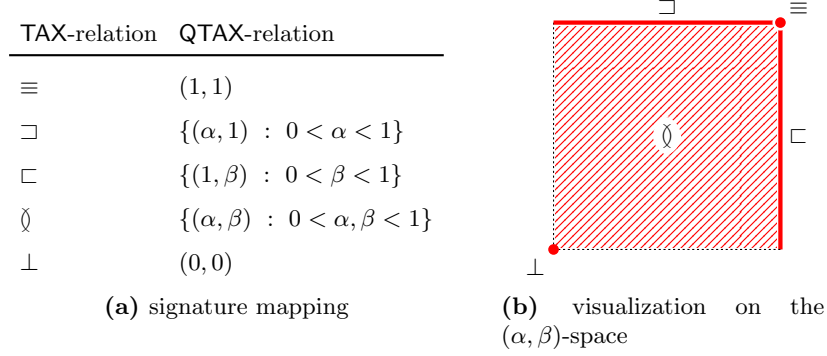 TAX-relation QTAX-relation
≡ (1, 1)
⊐ {(α, 1) : 0 < α < 1}
⊏ {(1, β) : 0 < β < 1}
≬ {(α, β) : 0 < α, β < 1}
⊥ (0, 0)
(a) signature mapping
⊐ ≡
≬ ⊏
⊥
(b) visualization on the
(α, β)-space